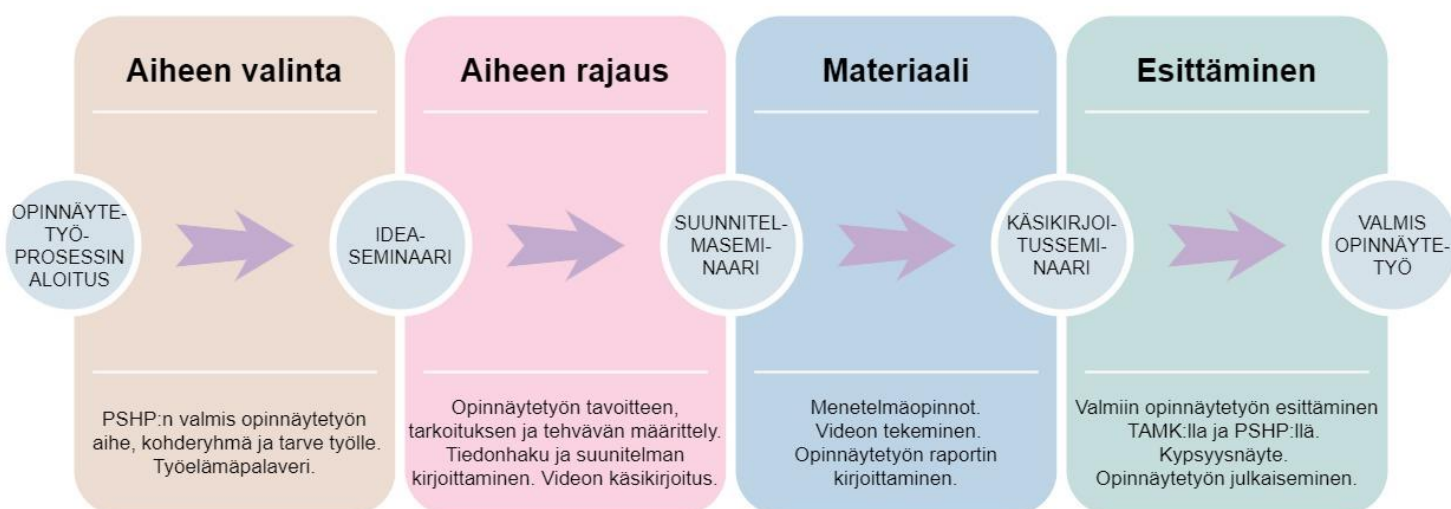 Aiheen valinta
Aiheen rajaus
Materiaali
Esittäminen
OPINNÄYTE-
TYÖ-
PROSESSIN
ALOITUS
IDEA-
SEMINAARI
SUUNNITEL-
MASEMI-
NAARI
KÄSIKIRJOI-
TUSSEMI-
NAARI
VALMIS
OPINNÄYTE-
TYÖ
PSHP:n valmis opinnäytetyön
aihe, kohderyhmä ja tarve työlle.
Työelämäpalaveri.
Opinnäytetyön tavoitteen,
tarkoituksen ja tehvävän määrittely.
Tiedonhaku ja suunitelman
kirjoittaminen. Videon käsikirjoitus.
Menetelmäopinnot.
Videon tekeminen.
Opinnäytetyön raportin
kirjoittaminen.
Valmiin opinnäytetyön esittäminen
TAMK:lla ja PSHP:llä.
Kypsyysnäyte.
Opinnäytetyön julkaiseminen.